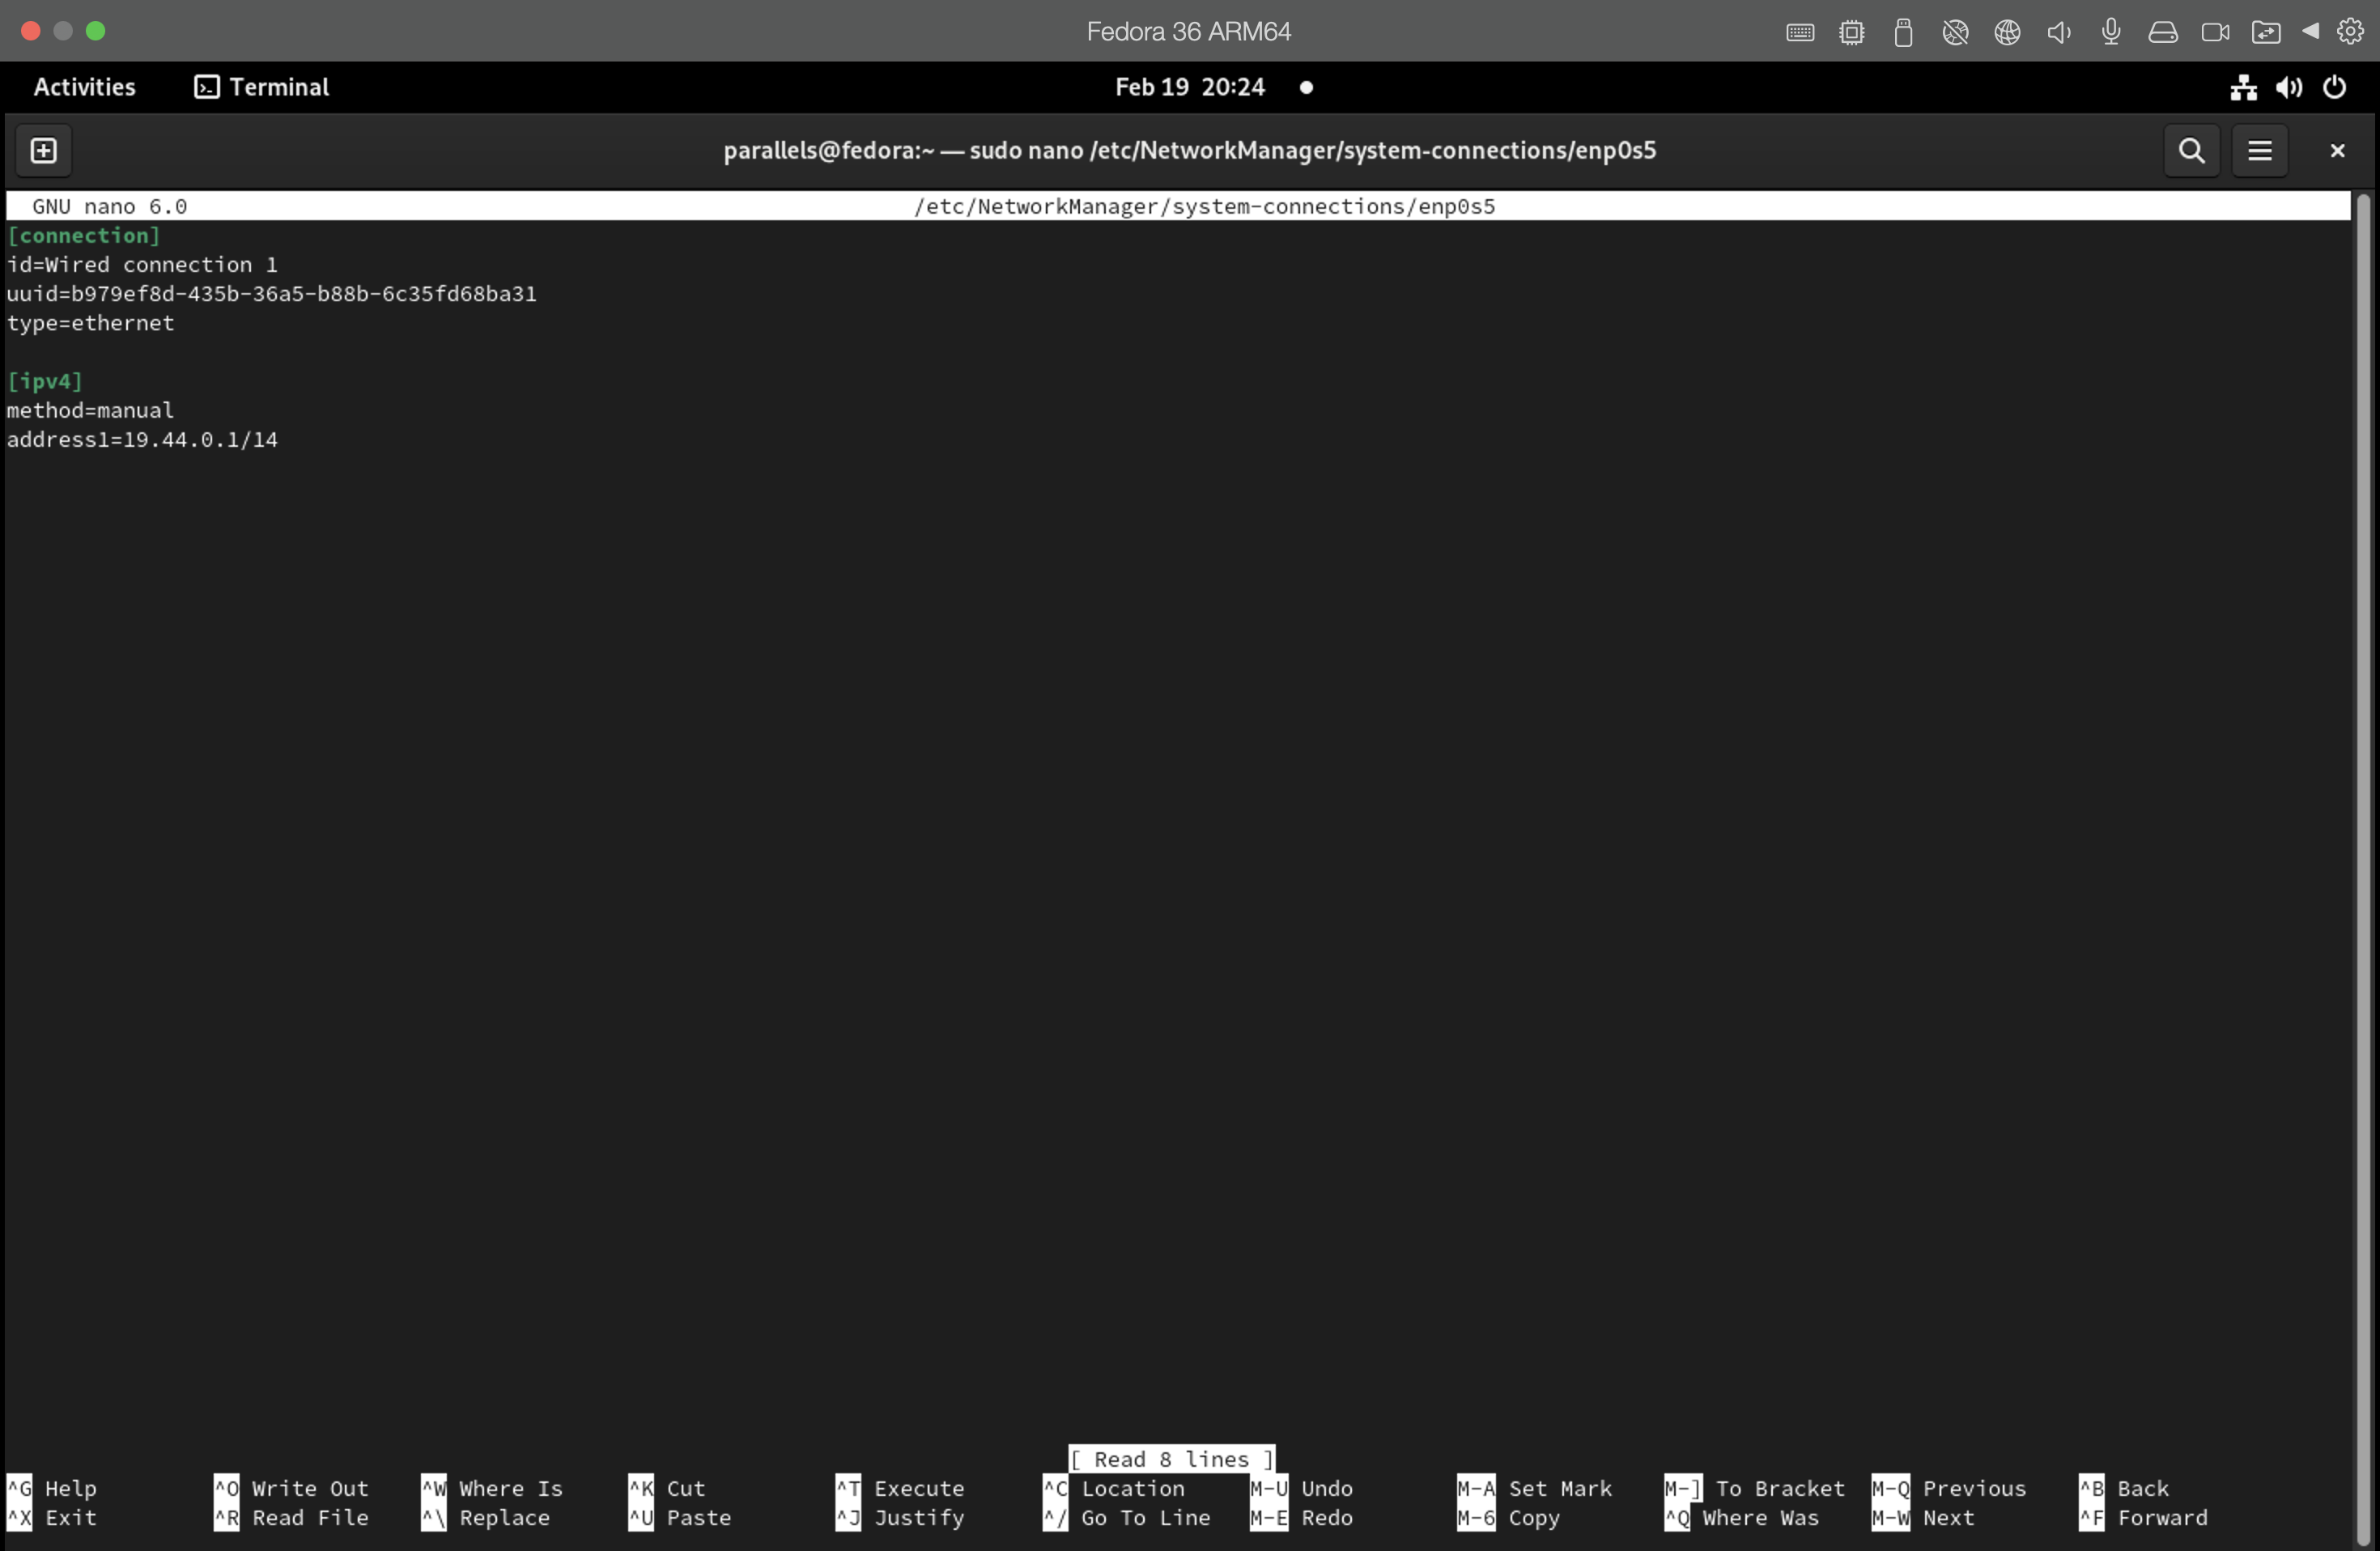 Fedora 36 ARM64
Activities Terminal Feb 19 20:24
parallels@fedora:~ — sudo nano /etc/NetworkManager/system-connections/enp0s5
GNU nano 6.0 /etc/NetworkManager/system-connections/enp0s5
[connection]
id=Wired connection 1
uuid=b979ef8d-435b-36a5-b88b-6c35fd68ba31
type=ethernet
[ipv4]
method=manual
address1=19.44.0.1/14
[ Read 8 lines ]
^G Help ^O Write Out ^W Where Is ^K Cut ^T Execute ^C Location M-U Undo M-A Set Mark M-] To Bracket M-Q Previous ^B Back
^X Exit ^R Read File ^\ Replace ^U Paste ^J Justify ^/ Go To Line M-E Redo M-6 Copy ^Q Where Was M-W Next ^F Forward